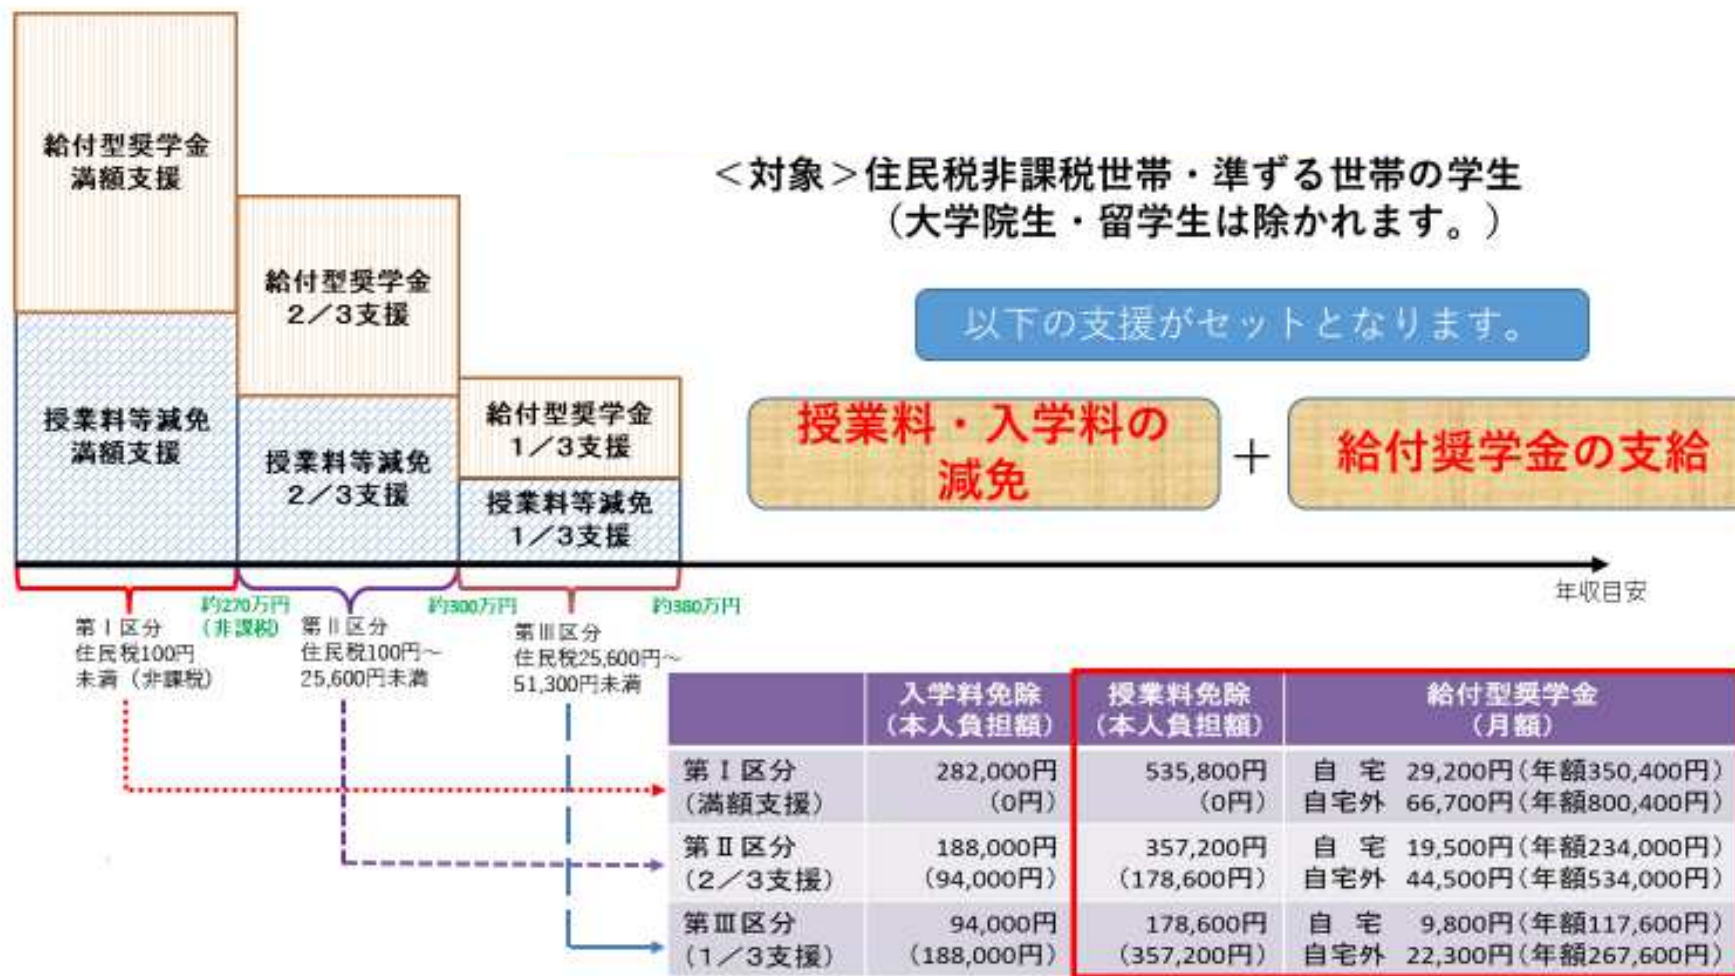 給付型奨学金
満額支援
授業料等減免
満額支援
給付型奨学金
2/3支援
授業料等減免
2/3支援
給付型奨学金
1/3支援
授業料等減免
1/3支援
<対象>住民税非課税世帯・準ずる世帯の学生
(大学院生・留学生は除かれます。)
以下の支援がセットとなります。
授業料・入学料の
減免
+
給付奨学金の支給
年収目安
約270万円
(非課税)
約300万円
約380万円
第Ⅰ区分
住民税100円
未満(非課税)
第Ⅱ区分
住民税100円~
25,600円未満
第Ⅲ区分
住民税25,600円~
51,300円未満
入学料免除 授業料免除 給付型奨学金
(本人負担額) (本人負担額) (月額)
第Ⅰ区分 282,000円 535,800円 自 宅 29,200円(年額350,400円)
(満額支援) (0円) (0円) 自宅外 66,700円(年額800,400円)
第Ⅱ区分 188,000円 357,200円 自 宅 19,500円(年額234,000円)
(2/3支援) (94,000円) (178,600円) 自宅外 44,500円(年額534,000円)
第Ⅲ区分 94,000円 178,600円 自 宅 9,800円(年額117,600円)
(1/3支援) (188,000円) (357,200円) 自宅外 22,300円(年額267,600円)